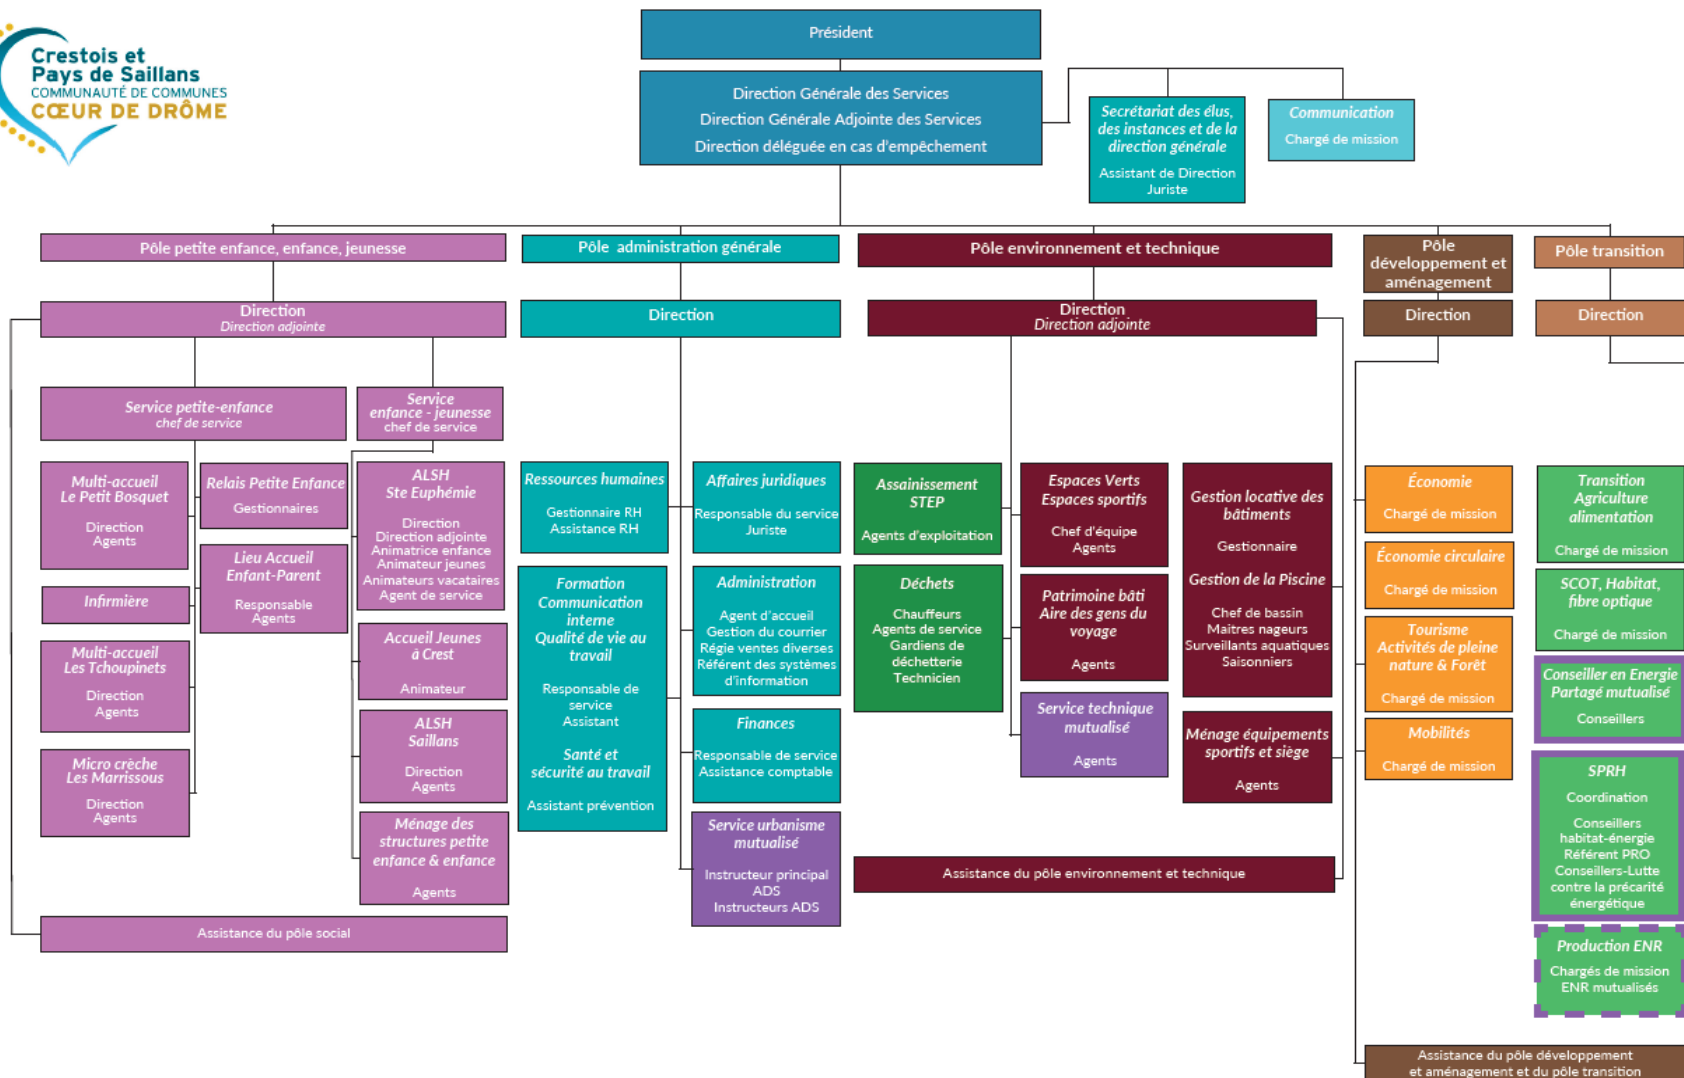 Crestois et
Pays de Saillans
COMMUNAUTÉ DE COMMUNES
CŒUR DE DRÔME
Président
Direction Générale des Services
Direction Générale Adjointe des Services
Direction déléguée en cas d'empêchement
Secrétariat des élus,
des instances et de la
direction générale
Assistant de Direction
Juriste
Communication
Chargé de mission
Pôle petite enfance, enfance, jeunesse
Direction
Direction adjointe
Service petite-enfance
chef de service
Service
enfance - jeunesse
chef de service
Multi-accueil
Le Petit Bosquet
Direction
Agents
Infirmière
Multi-accueil
Les Tchoupinets
Direction
Agents
Micro crèche
Les Marrissous
Direction
Agents
Relais Petite Enfance
Gestionnaires
Lieu Accueil
Enfant-Parent
Responsable
Agents
ALSH
Ste Euphémie
Direction
Direction adjointe
Animatrice enfance
Animateur jeunes
Animateurs vacataires
Agent de service
Accueil Jeunes
à Crest
Animateur
ALSH
Saillans
Direction
Agents
Ménage des
structures petite
enfance & enfance
Agents
Assistance du pôle social
Pôle administration générale
Direction
Ressources humaines
Gestionnaire RH
Assistance RH
Formation
Communication
interne
Qualité de vie au
travail
Responsable de
service
Assistant
Santé et
sécurité au travail
Assistant prévention
Affaires juridiques
Responsable du service
Juriste
Administration
Agent d'accueil
Gestion du courrier
Régie ventes diverses
Référent des systèmes
d'information
Finances
Responsable de service
Assistance comptable
Service urbanisme
mutualisé
Instructeur principal
ADS
Instructeurs ADS
Pôle environnement et technique
Direction
Direction adjointe
Assainissement
STEP
Agents d'exploitation
Déchets
Chauffeurs
Agents de service
Gardiens de
déchetterie
Technicien
Espaces Verts
Espaces sportifs
Chef d'équipe
Agents
Patrimoine bâti
Aire des gens du
voyage
Agents
Service technique
mutualisé
Agents
Gestion locative des
bâtiments
Gestionnaire
Gestion de la Piscine
Chef de bassin
Maitres nageurs
Surveillants aquatiques
Saisonniers
Ménage équipements
sportifs et siège
Agents
Assistance du pôle environnement et technique
Pôle
développement et
aménagement
Direction
Économie
Chargé de mission
Économie circulaire
Chargé de mission
Tourisme
Activités de pleine
nature & Forêt
Chargé de mission
Mobilités
Chargé de mission
Pôle transition
Direction
Transition
Agriculture
alimentation
Chargé de mission
SCOT, Habitat,
fibre optique
Chargé de mission
Conseiller en Energie
Partagé mutualisé
Conseillers
SPRH
Coordination
Conseillers
habitat-énergie
Référent PRO
Conseillers-Lutte
contre la précarité
énergétique
Production ENR
Chargés de mission
ENR mutualisés
Assistance du pôle développement
et aménagement et du pôle transition